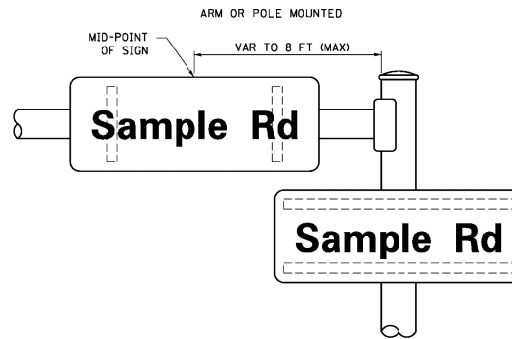 ARM OR POLE MOUNTED
MID-POINT
OF SIGN
VAR TO 8 FT (MAX)
Sample Rd
Sample Rd